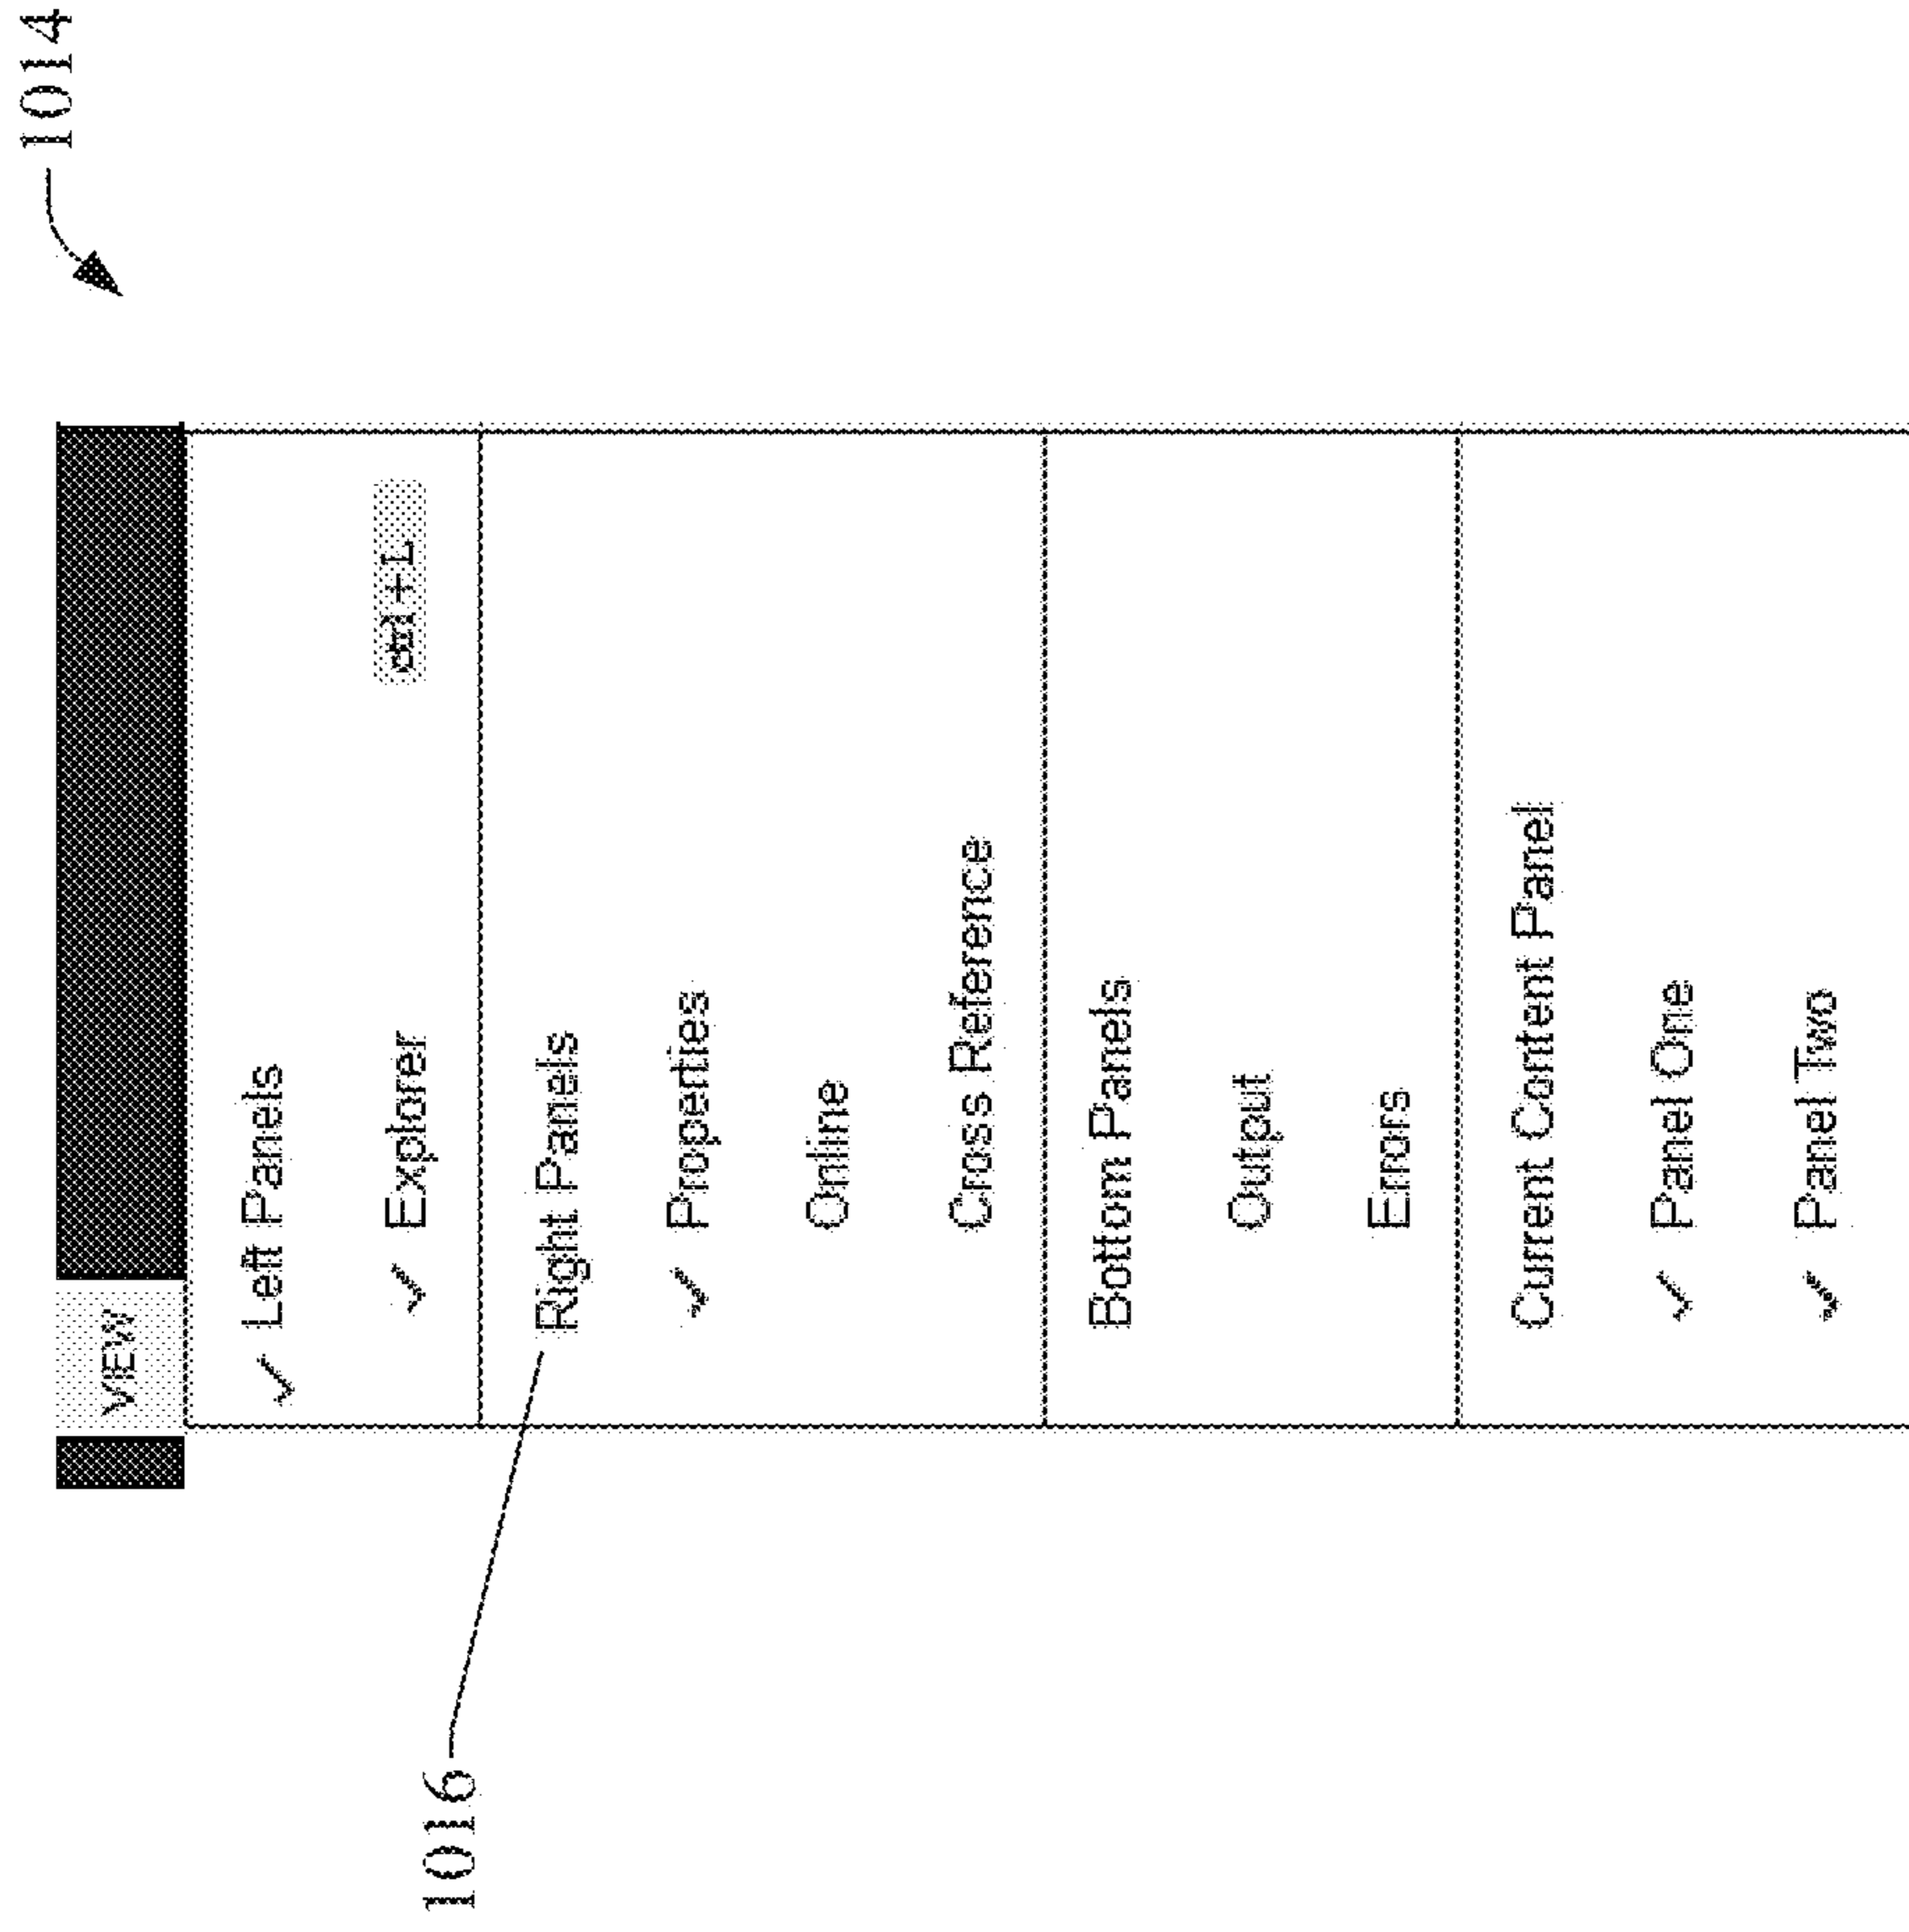 1014
VIEW
✓ Left Panels
✓ Explorer ctrl+L
1016
Right Panels
✓ Properties
Online
Cross Reference
Bottom Panels
Output
Errors
Current Content Panel
✓ Panel One
✓ Panel Two